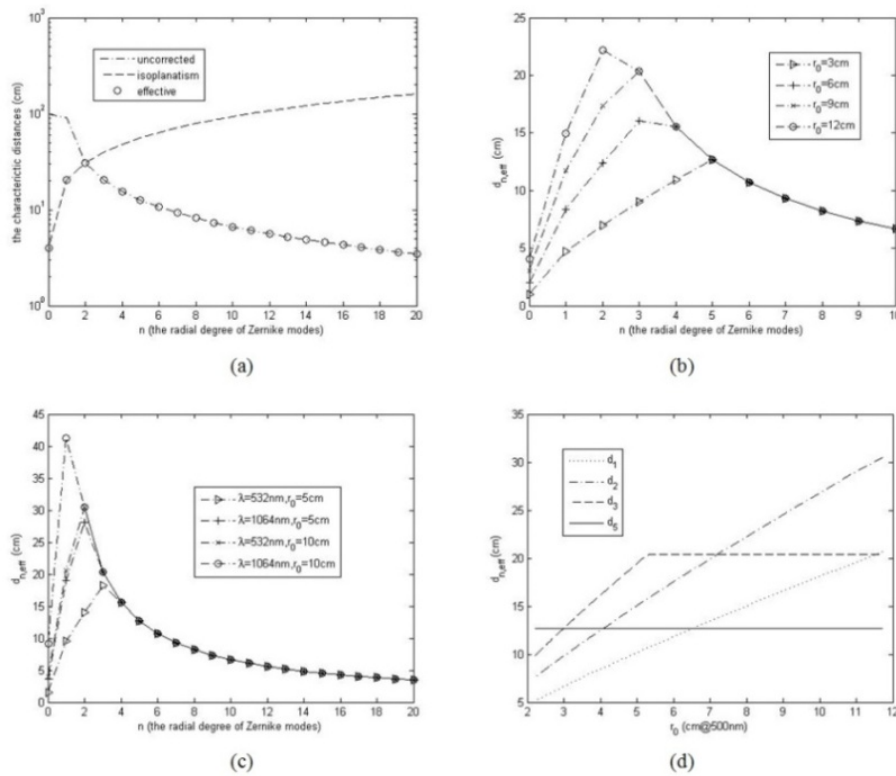 10³
10²
10¹
10⁰
the characterictic distances (cm)
uncorrected
isoplanatism
effective
0 2 4 6 8 10 12 14 16 18 20
n (the radial degree of Zernike modes)
(a)
25
20
15
10
5
0
d_n,eff (cm)
r₀=3cm
r₀=6cm
r₀=9cm
r₀=12cm
0 1 2 3 4 5 6 7 8 9 10
n (the radial degree of Zernike modes)
(b)
45
40
35
30
25
20
15
10
5
0
d_n,eff (cm)
λ=532nm,r₀=5cm
λ=1064nm,r₀=5cm
λ=532nm,r₀=10cm
λ=1064nm,r₀=10cm
0 2 4 6 8 10 12 14 16 18 20
n (the radial degree of Zernike modes)
(c)
35
30
25
20
15
10
5
d_n,eff (cm)
d₁
d₂
d₃
d₅
2 3 4 5 6 7 8 9 10 11 12
r₀ (cm@500nm)
(d)